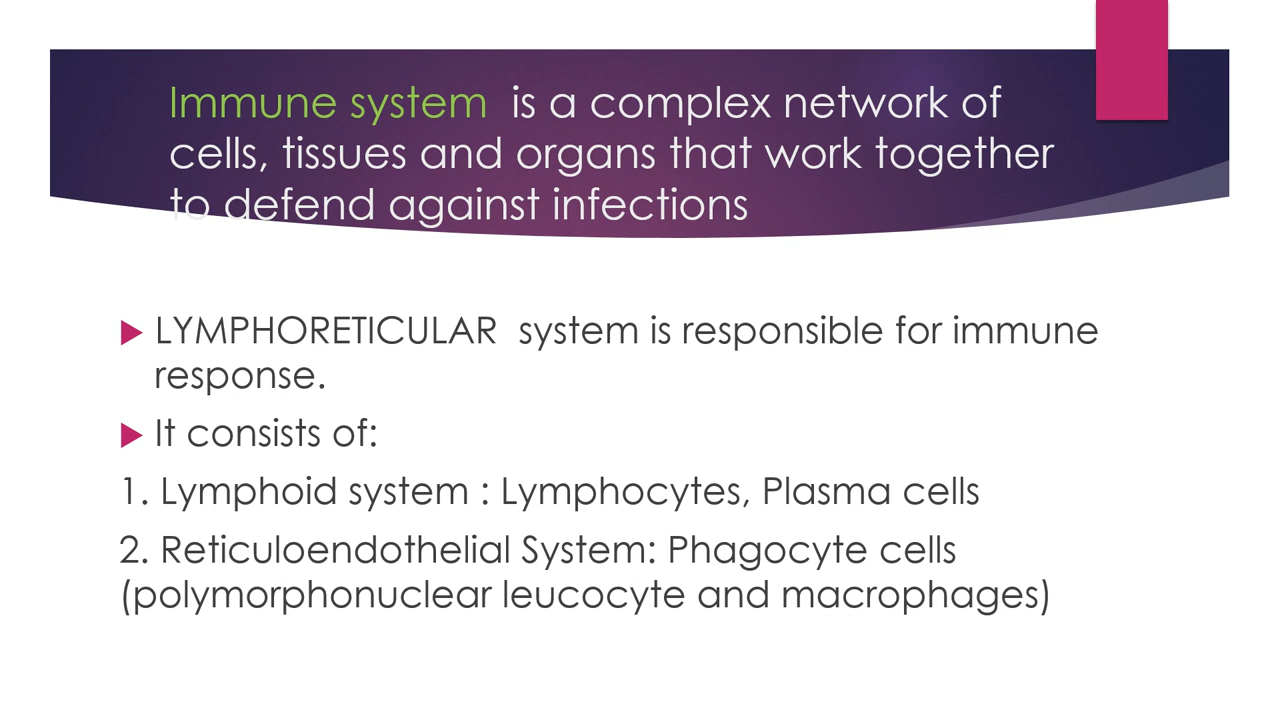 Immune system  is a complex network of
cells, tissues and organs that work together
to defend against infections
LYMPHORETICULAR  system is responsible for immune
response.
It consists of:
1. Lymphoid system : Lymphocytes, Plasma cells
2. Reticuloendothelial System: Phagocyte cells
(polymorphonuclear leucocyte and macrophages)